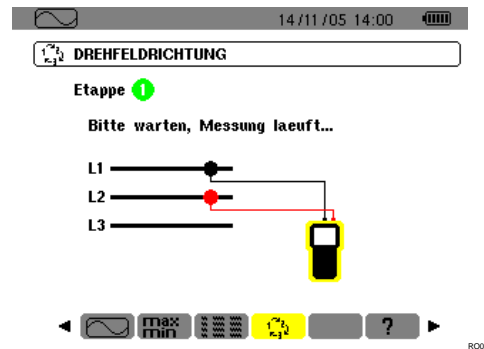 14/11/05 14:00
DREHFELDRICHTUNG
Etappe 1
Bitte warten, Messung laeuft...
L1
L2
L3
max
min
?
RO0